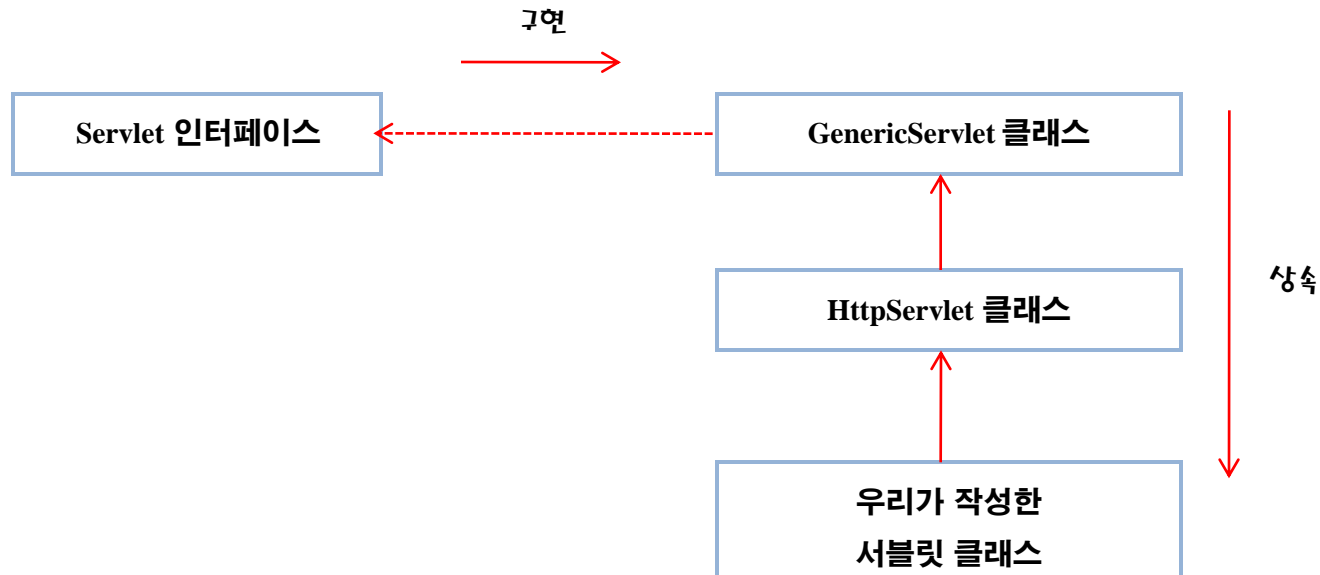 구현
Servlet 인터페이스
GenericServlet 클래스
상속
HttpServlet 클래스
우리가 작성한
서블릿 클래스